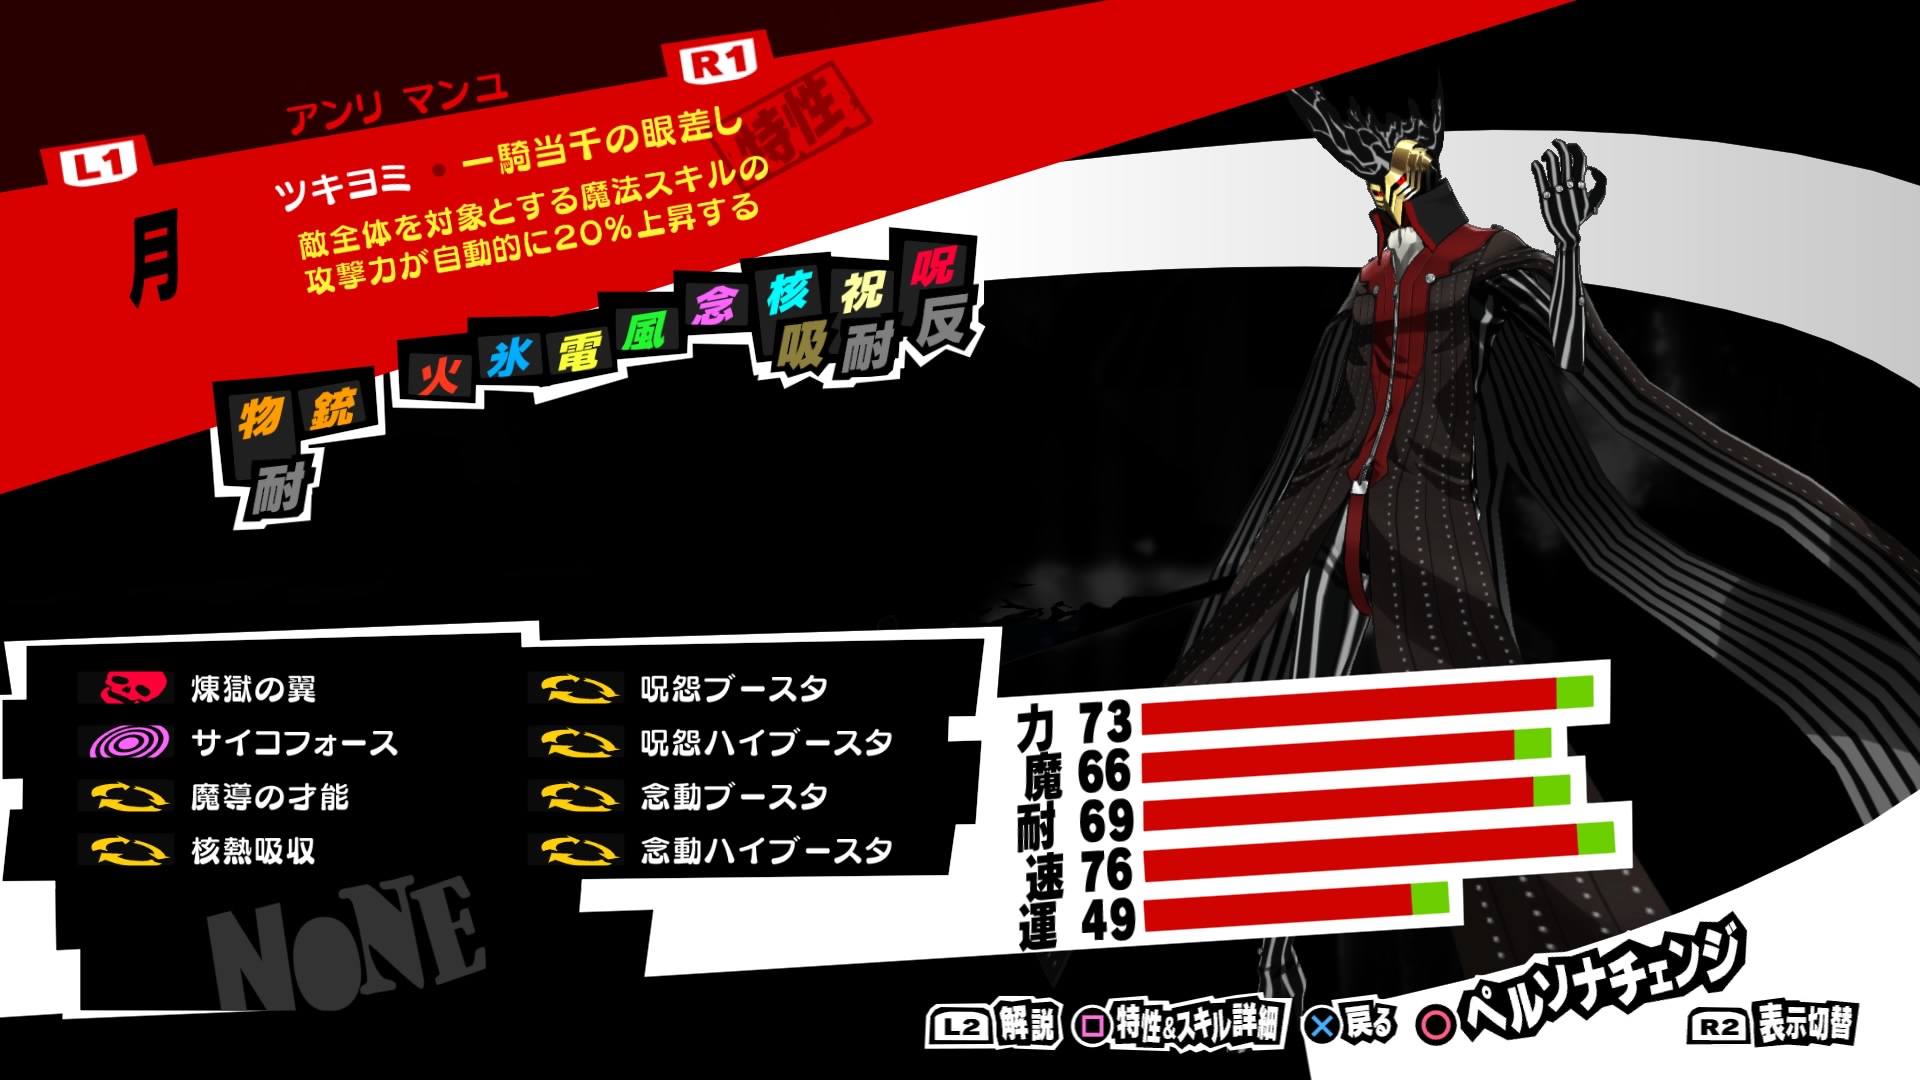 R1
アンリ マンユ
L1
特性
ツキヨミ・一騎当千の眼差し
月
敵全体を対象とする魔法スキルの
攻撃力が自動的に20%上昇する
物 銃 火 氷 電 風 念 核 祝 呪
耐 吸 耐 反
煉獄の翼 呪怨ブースタ
サイコフォース 呪怨ハイブースタ
魔導の才能 念動ブースタ
核熱吸収 念動ハイブースタ
NONE
力 73
魔 66
耐 69
速 76
運 49
L2 解説 特性&スキル詳細 戻る ペルソナチェンジ R2 表示切替